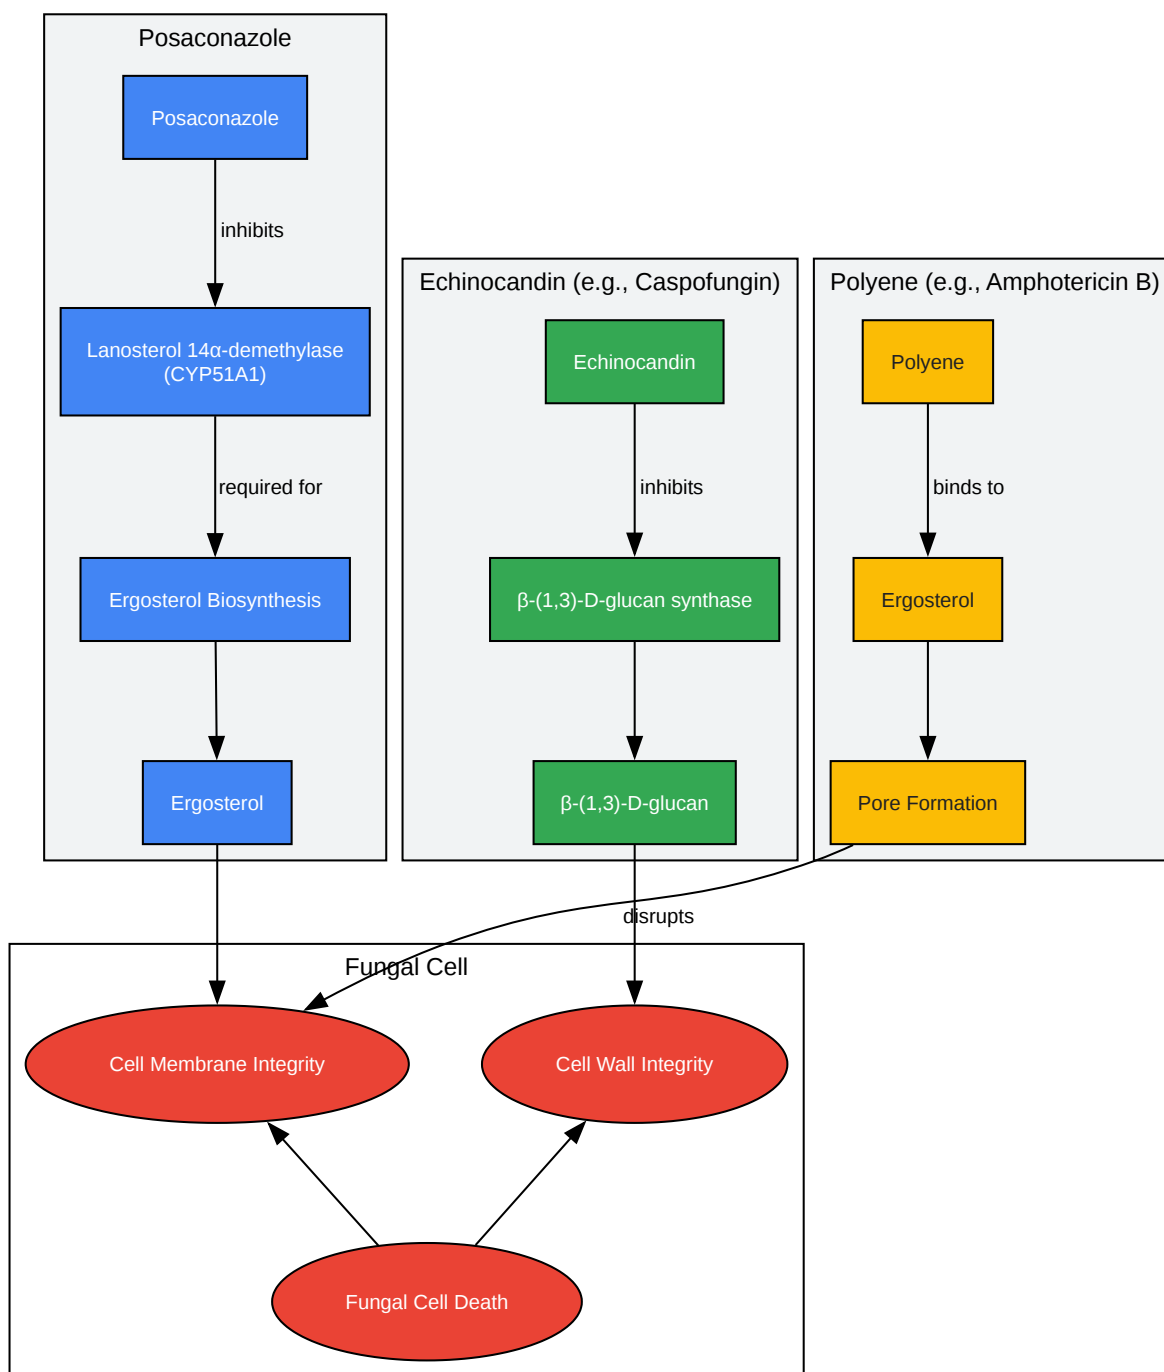 Posaconazole
Posaconazole
inhibits
Lanosterol 14α-demethylase
(CYP51A1)
required for
Ergosterol Biosynthesis
Ergosterol
Echinocandin (e.g., Caspofungin)
Echinocandin
inhibits
β-(1,3)-D-glucan synthase
β-(1,3)-D-glucan
Polyene (e.g., Amphotericin B)
Polyene
binds to
Ergosterol
Pore Formation
disrupts
Fungal Cell
Cell Membrane Integrity
Cell Wall Integrity
Fungal Cell Death